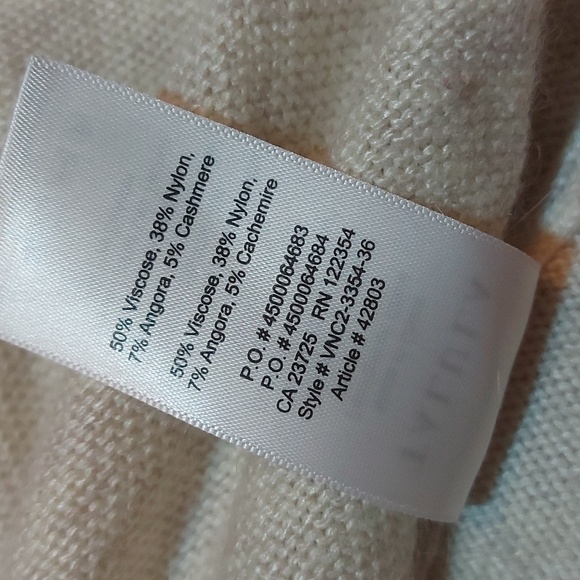 50% Viscose, 38% Nylon,
7% Angora, 5% Cashmere
50% Viscose, 38% Nylon,
7% Angora, 5% Cachemire
P.O. # 4500064683
P.O. # 4500064684
CA 23725 RN 122354
Style # VNC2-3354-36
Article # 42803